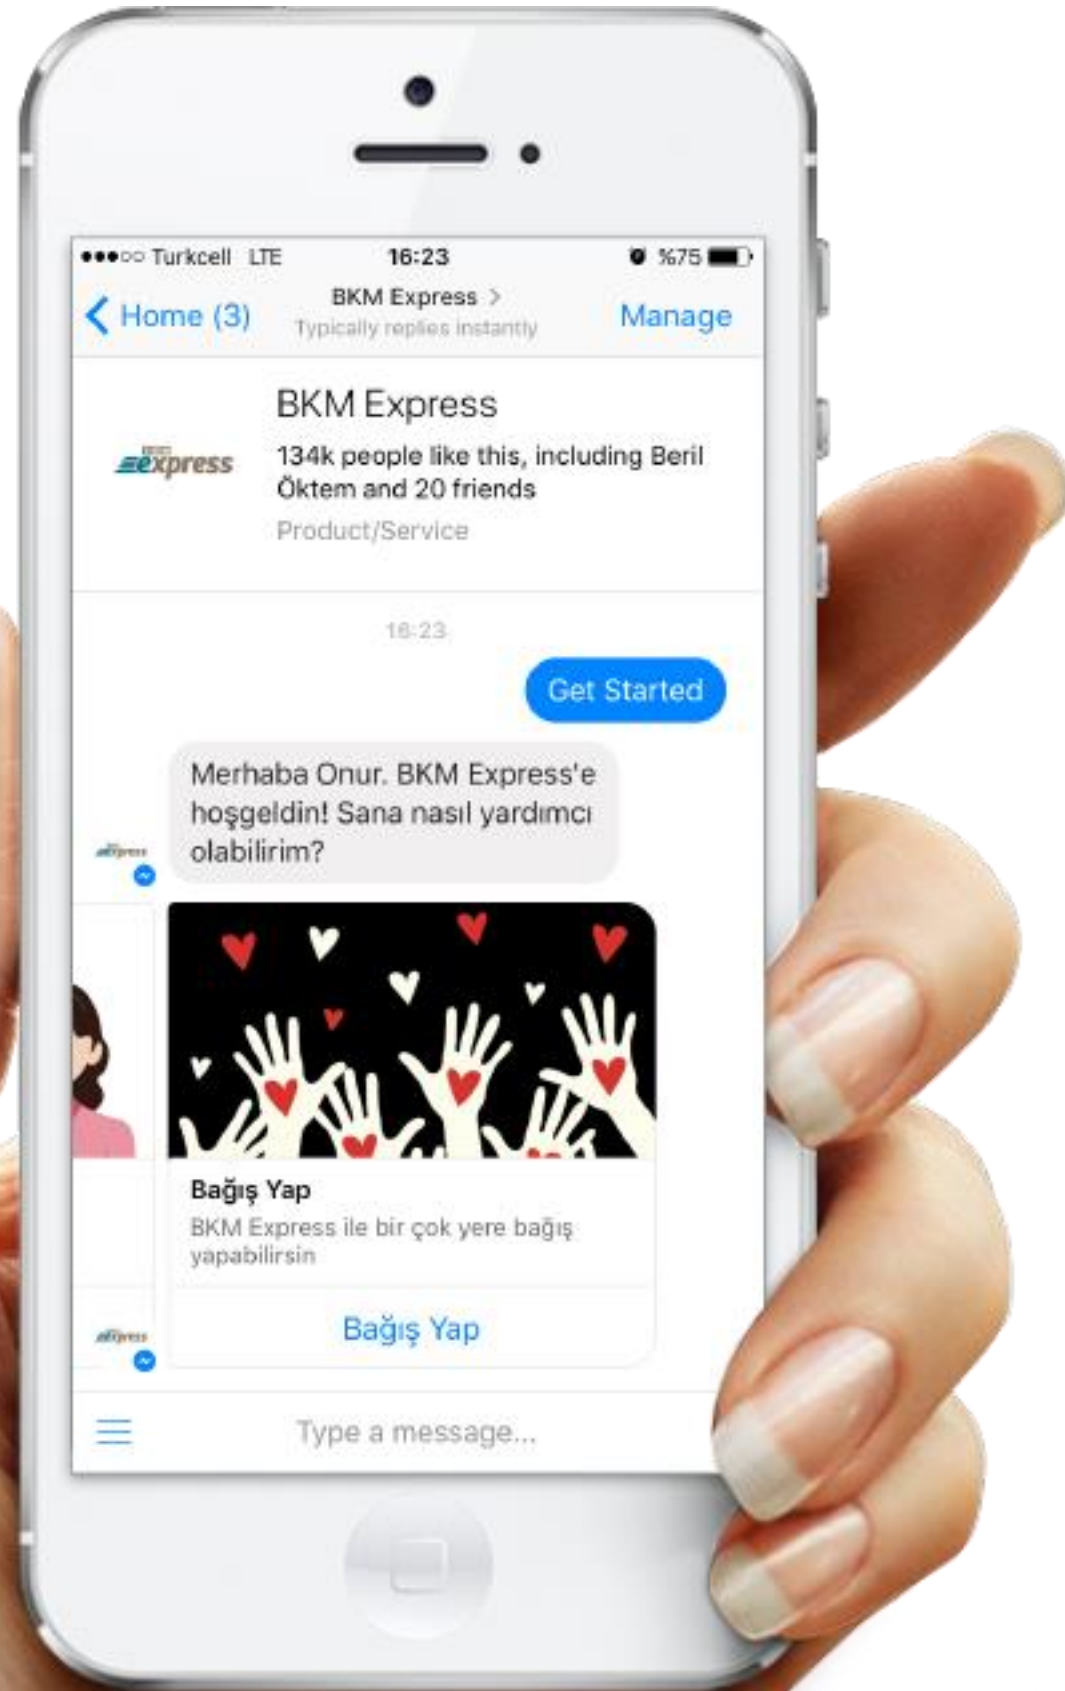 Turkcell LTE 16:23 %75
Home (3) BKM Express > Manage
Typically replies instantly
BKM Express
express
134k people like this, including Beril
Öktem and 20 friends
Product/Service
16:23
Get Started
Merhaba Onur. BKM Express'e
hoşgeldin! Sana nasıl yardımcı
olabilirim?
Bağış Yap
BKM Express ile bir çok yere bağış
yapabilirsin
Bağış Yap
Type a message...